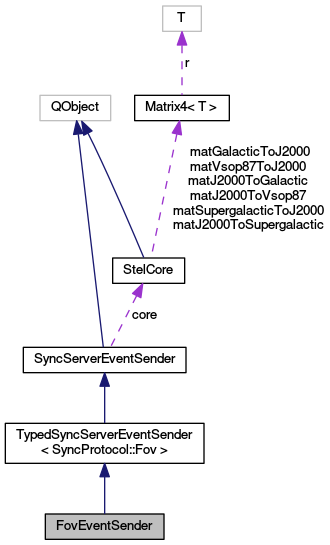 T
r
QObject
Matrix4< T >
matGalacticToJ2000
matVsop87ToJ2000
matJ2000ToGalactic
matJ2000ToVsop87
matSupergalacticToJ2000
matJ2000ToSupergalactic
StelCore
core
SyncServerEventSender
TypedSyncServerEventSender
< SyncProtocol::Fov >
FovEventSender